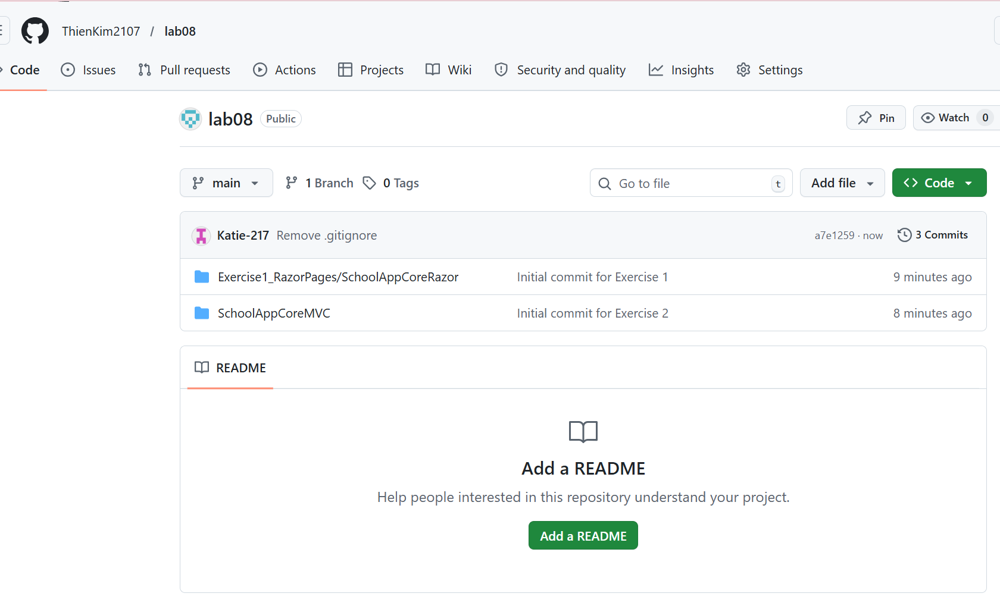 ThienKim2107 / lab08
Code Issues Pull requests Actions Projects Wiki Security and quality Insights Settings
lab08 Public Pin Watch 0
main 1 Branch 0 Tags Go to file t Add file Code
Katie-217 Remove .gitignore a7e1259 · now 3 Commits
Exercise1_RazorPages/SchoolAppCoreRazor Initial commit for Exercise 1 9 minutes ago
SchoolAppCoreMVC Initial commit for Exercise 2 8 minutes ago
README
Add a README
Help people interested in this repository understand your project.
Add a README